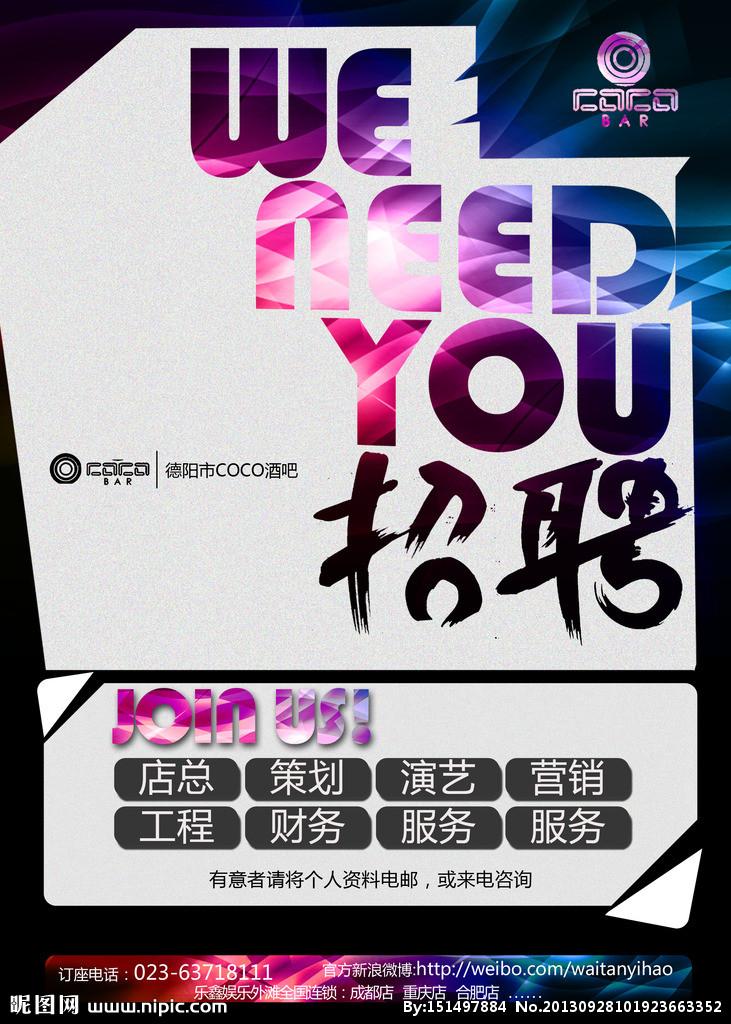 coco
BAR
WE
NEED
YOU
coco
BAR
德阳市COCO酒吧
招聘
JOIN US!
店总 策划 演艺 营销
工程 财务 服务 服务
有意者请将个人资料电邮，或来电咨询
订座电话：023-63718111 官方新浪微博:http://weibo.com/waitanyihao
乐鑫娱乐外滩全国连锁：成都店 重庆店 合肥店 ......
昵图网 www.nipic.com By:151497884 No.20130928101923663352